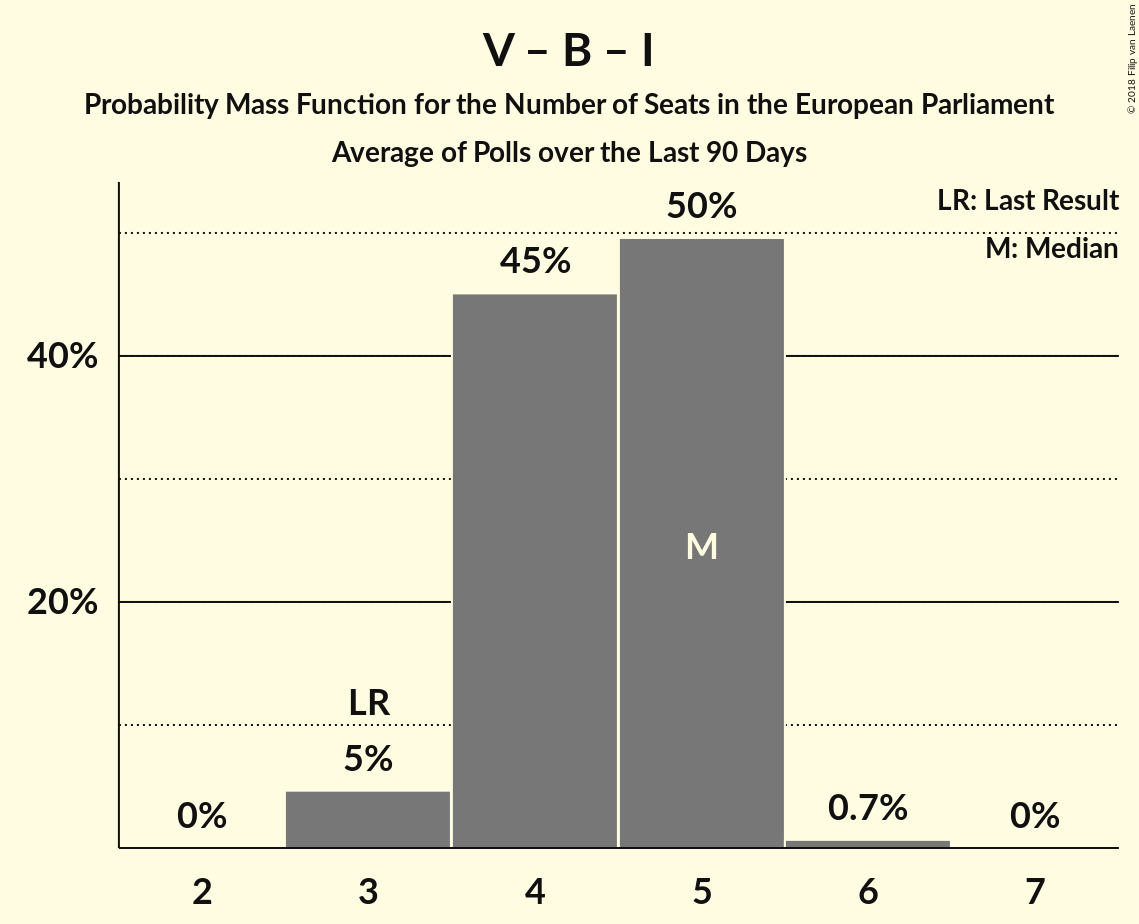 V – B – I
Probability Mass Function for the Number of Seats in the European Parliament
Average of Polls over the Last 90 Days
© 2018 Filip van Laenen
LR: Last Result
M: Median
50%
45%
40%
M
20%
LR
5%
0%
0.7%
0%
2 3 4 5 6 7